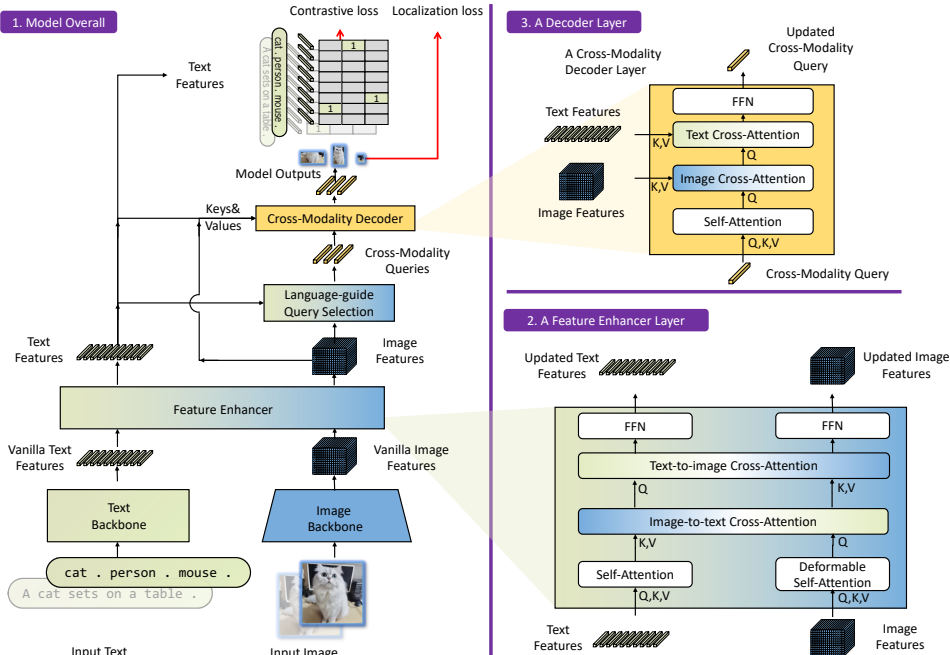 1. Model Overall
Contrastive loss
Localization loss
Text
Features
A cat sets on a table .
cat . person . mouse .
1
1
1
1
Model Outputs
Keys&
Values
Cross-Modality Decoder
Cross-Modality
Queries
Language-guide
Query Selection
Text
Features
Image
Features
Feature Enhancer
Vanilla Text
Features
Vanilla Image
Features
Text
Backbone
Image
Backbone
cat . person . mouse .
A cat sets on a table .
Input Text
Input Image
3. A Decoder Layer
A Cross-Modality
Decoder Layer
Updated
Cross-Modality
Query
FFN
Text Features
K,V
Text Cross-Attention
Q
K,V
Image Cross-Attention
Image Features
Q
Self-Attention
Q,K,V
Cross-Modality Query
2. A Feature Enhancer Layer
Updated Text
Features
Updated Image
Features
FFN
FFN
Text-to-image Cross-Attention
Q
K,V
Image-to-text Cross-Attention
K,V
Q
Self-Attention
Deformable
Self-Attention
Q,K,V
Q,K,V
Text
Features
Image
Features